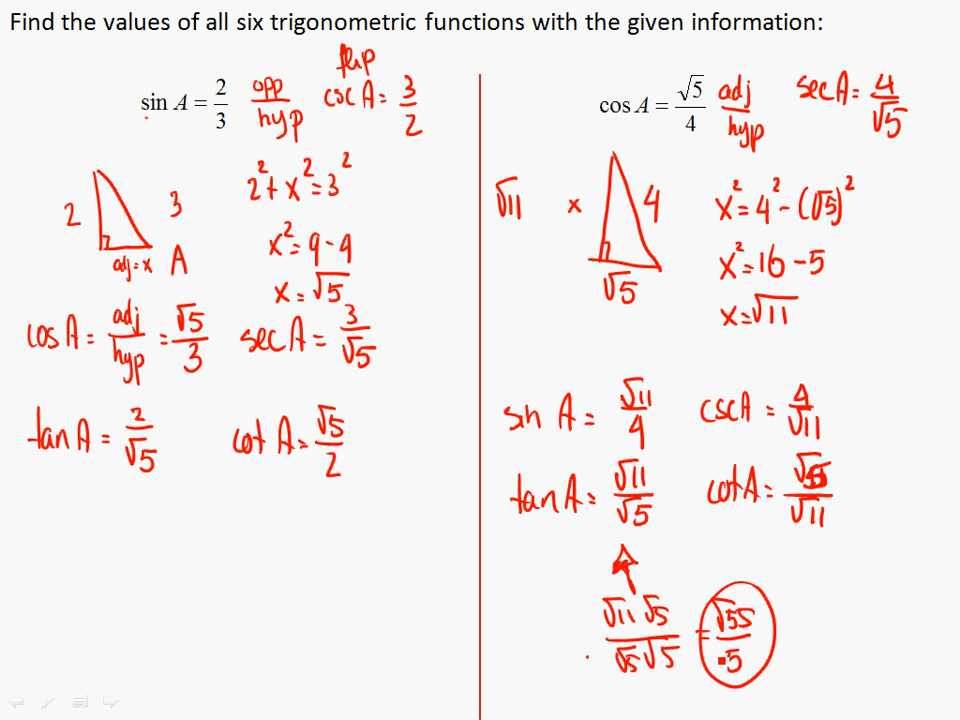 Find the values of all six trigonometric functions with the given information:
sin A = 2/3
opp/hyp
flip
csc A = 3/2
2
3
adj = x
A
2² + x² = 3²
x² = 9 - 4
x = √5
cos A = adj/hyp = √5/3
sec A = 3/√5
tan A = 2/√5
cot A = √5/2
cos A = √5/4
adj/hyp
sec A = 4/√5
√11
x
4
√5
x² = 4² - (√5)²
x² = 16 - 5
x = √11
sin A = √11/4
csc A = 4/√11
tan A = √11/√5
cot A = √5/√11
√11 √5/√5 √5 = √55/5